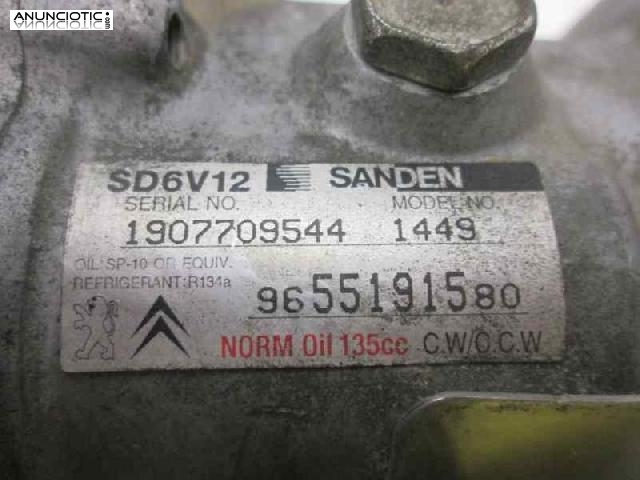 ANUNCIOTIC
.com
SD6V12 SANDEN
SERIAL NO. MODEL NO.
1907709544 1449
OIL: SP-10 OR EQUIV.
REFRIGERANT:R134a
9655191580
NORM Oil 135cc C.W/O.C.W